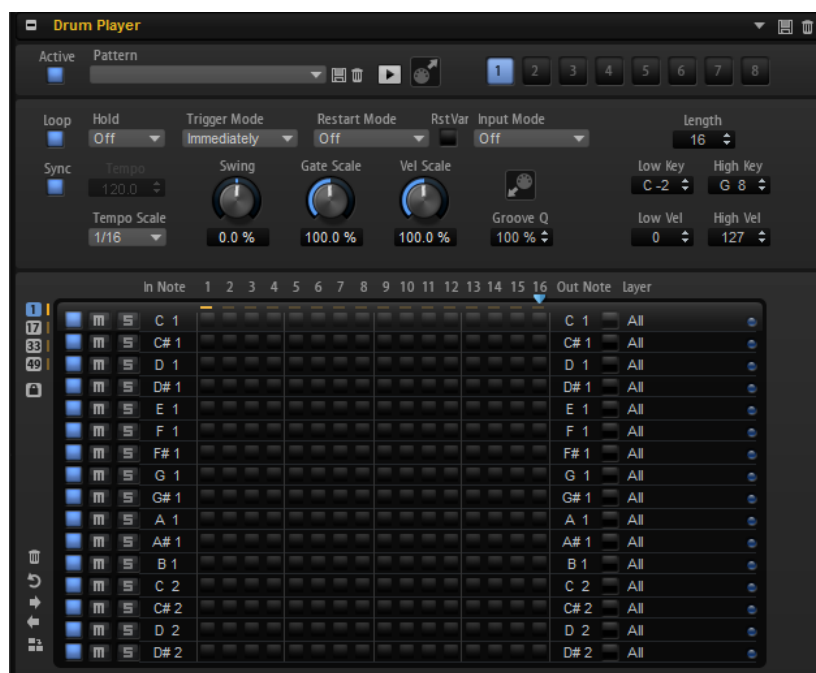 Drum Player
Active Pattern
1 2 3 4 5 6 7 8
Loop Hold Trigger Mode Restart Mode RstVar Input Mode Length
Off Immediately Off Off 16
Sync Tempo Swing Gate Scale Vel Scale Low Key High Key
120.0 C -2 G 8
Tempo Scale Groove Q Low Vel High Vel
1/16 0.0 % 100.0 % 100.0 % 100 % 0 127
In Note 1 2 3 4 5 6 7 8 9 10 11 12 13 14 15 16 Out Note Layer
1
17
33
49
m S C 1 C 1 All
m S C# 1 C# 1 All
m S D 1 D 1 All
m S D# 1 D# 1 All
m S E 1 E 1 All
m S F 1 F 1 All
m S F# 1 F# 1 All
m S G 1 G 1 All
m S G# 1 G# 1 All
m S A 1 A 1 All
m S A# 1 A# 1 All
m S B 1 B 1 All
m S C 2 C 2 All
m S C# 2 C# 2 All
m S D 2 D 2 All
m S D# 2 D# 2 All